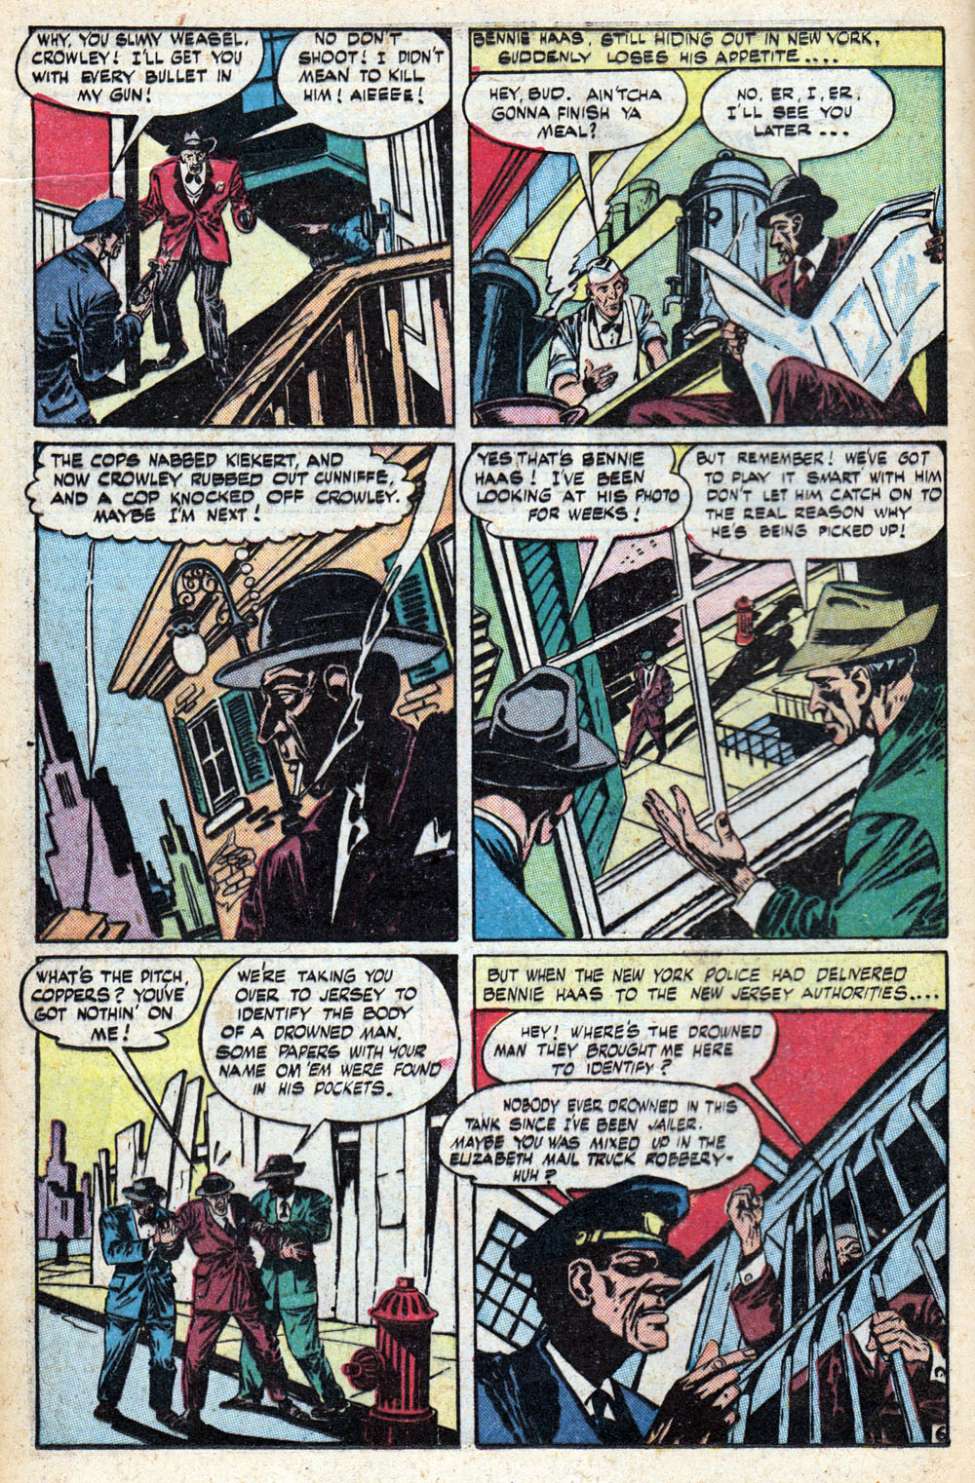 WHY, YOU SLIMY WEASEL,
CROWLEY! I'LL GET YOU
WITH EVERY BULLET IN
MY GUN!
NO DON'T
SHOOT! I DIDN'T
MEAN TO KILL
HIM! AIEEEE!
BENNIE HAAS, STILL HIDING OUT IN NEW YORK,
SUDDENLY LOSES HIS APPETITE....
HEY, BUD. AIN'TCHA
GONNA FINISH YA
MEAL?
NO, ER, I, ER,
I'LL SEE YOU
LATER...
THE COPS NABBED KIEKERT, AND
NOW CROWLEY RUBBED OUT CUNNIFFE,
AND A COP KNOCKED OFF CROWLEY.
MAYBE I'M NEXT!
YES THAT'S BENNIE
HAAS! I'VE BEEN
LOOKING AT HIS PHOTO
FOR WEEKS!
BUT REMEMBER! WE'VE GOT
TO PLAY IT SMART WITH HIM
DON'T LET HIM CATCH ON TO
THE REAL REASON WHY
HE'S BEING PICKED UP!
WHAT'S THE PITCH,
COPPERS? YOU'VE
GOT NOTHIN' ON
ME!
WE'RE TAKING YOU
OVER TO JERSEY TO
IDENTIFY THE BODY
OF A DROWNED MAN.
SOME PAPERS WITH YOUR
NAME OM 'EM WERE FOUND
IN HIS POCKETS.
BUT WHEN THE NEW YORK POLICE HAD DELIVERED
BENNIE HAAS TO THE NEW JERSEY AUTHORITIES....
HEY! WHERE'S THE DROWNED
MAN THEY BROUGHT ME HERE
TO IDENTIFY?
NOBODY EVER DROWNED IN THIS
TANK SINCE I'VE BEEN JAILER.
MAYBE YOU WAS MIXED UP IN THE
ELIZABETH MAIL TRUCK ROBBERY-
HUH?
6